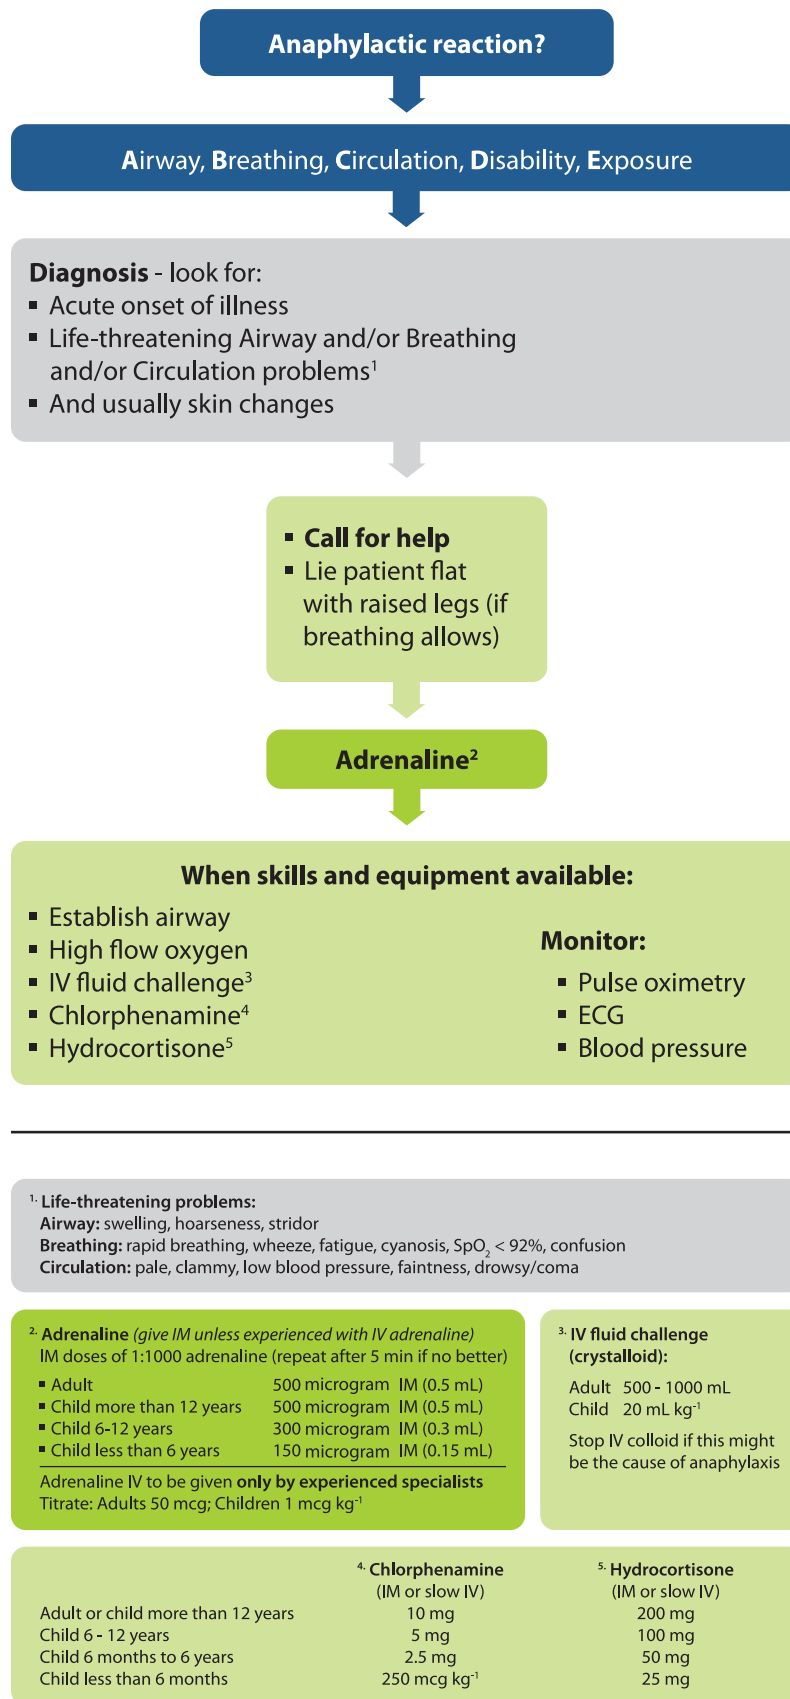 Anaphylactic reaction?
Airway, Breathing, Circulation, Disability, Exposure
Diagnosis - look for:
▪ Acute onset of illness
▪ Life-threatening Airway and/or Breathing
and/or Circulation problems¹
▪ And usually skin changes
▪ Call for help
▪ Lie patient flat
with raised legs (if
breathing allows)
Adrenaline²
When skills and equipment available:
▪ Establish airway
▪ High flow oxygen
▪ IV fluid challenge³
▪ Chlorphenamine⁴
▪ Hydrocortisone⁵
Monitor:
▪ Pulse oximetry
▪ ECG
▪ Blood pressure
¹· Life-threatening problems:
Airway: swelling, hoarseness, stridor
Breathing: rapid breathing, wheeze, fatigue, cyanosis, SpO₂ < 92%, confusion
Circulation: pale, clammy, low blood pressure, faintness, drowsy/coma
²· Adrenaline (give IM unless experienced with IV adrenaline)
IM doses of 1:1000 adrenaline (repeat after 5 min if no better)
▪ Adult 500 microgram IM (0.5 mL)
▪ Child more than 12 years 500 microgram IM (0.5 mL)
▪ Child 6-12 years 300 microgram IM (0.3 mL)
▪ Child less than 6 years 150 microgram IM (0.15 mL)
Adrenaline IV to be given only by experienced specialists
Titrate: Adults 50 mcg; Children 1 mcg kg⁻¹
³· IV fluid challenge
(crystalloid):
Adult 500 - 1000 mL
Child 20 mL kg⁻¹
Stop IV colloid if this might
be the cause of anaphylaxis
⁴· Chlorphenamine ⁵· Hydrocortisone
(IM or slow IV) (IM or slow IV)
Adult or child more than 12 years 10 mg 200 mg
Child 6 - 12 years 5 mg 100 mg
Child 6 months to 6 years 2.5 mg 50 mg
Child less than 6 months 250 mcg kg⁻¹ 25 mg